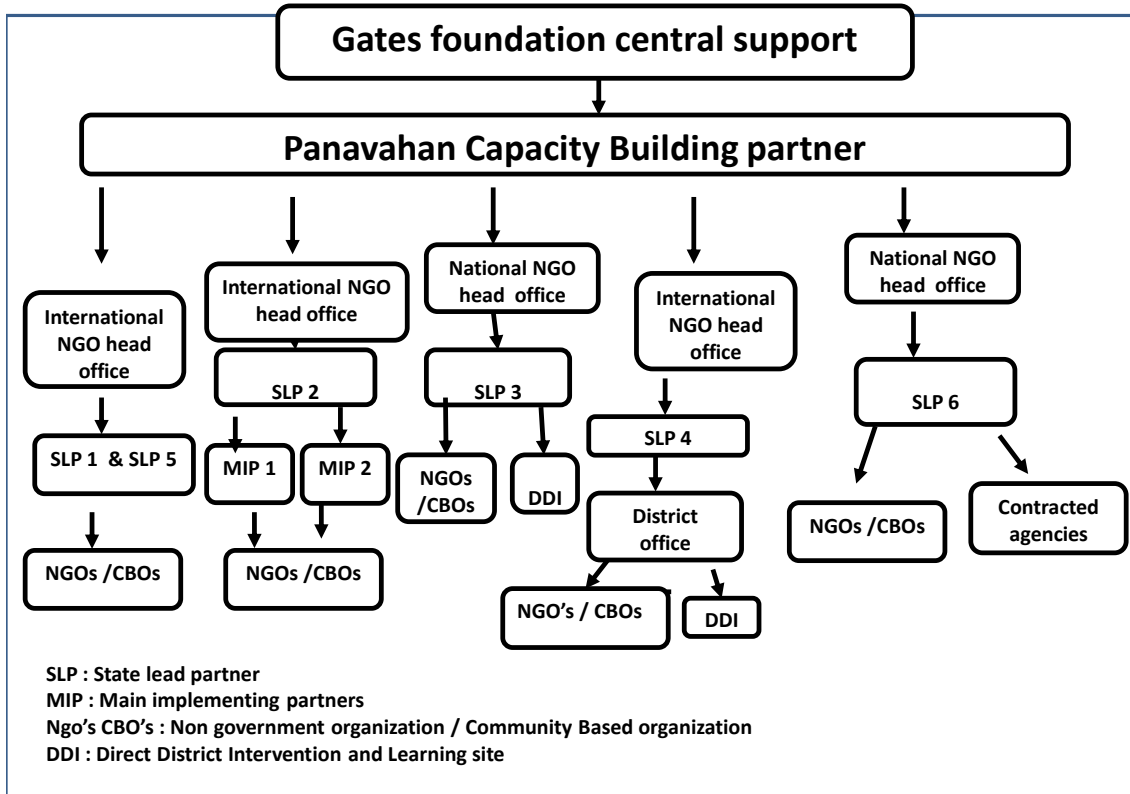 Gates foundation central support
Panavahan Capacity Building partner
International
NGO head
office
SLP 1 & SLP 5
NGOs /CBOs
International NGO
head office
SLP 2
MIP 1
MIP 2
NGOs /CBOs
National NGO
head office
SLP 3
NGOs
/CBOs
DDI
International
NGO head
office
SLP 4
District
office
NGO's / CBOs
DDI
National NGO
head office
SLP 6
NGOs /CBOs
Contracted
agencies
SLP : State lead partner
MIP : Main implementing partners
Ngo's CBO's : Non government organization / Community Based organization
DDI : Direct District Intervention and Learning site